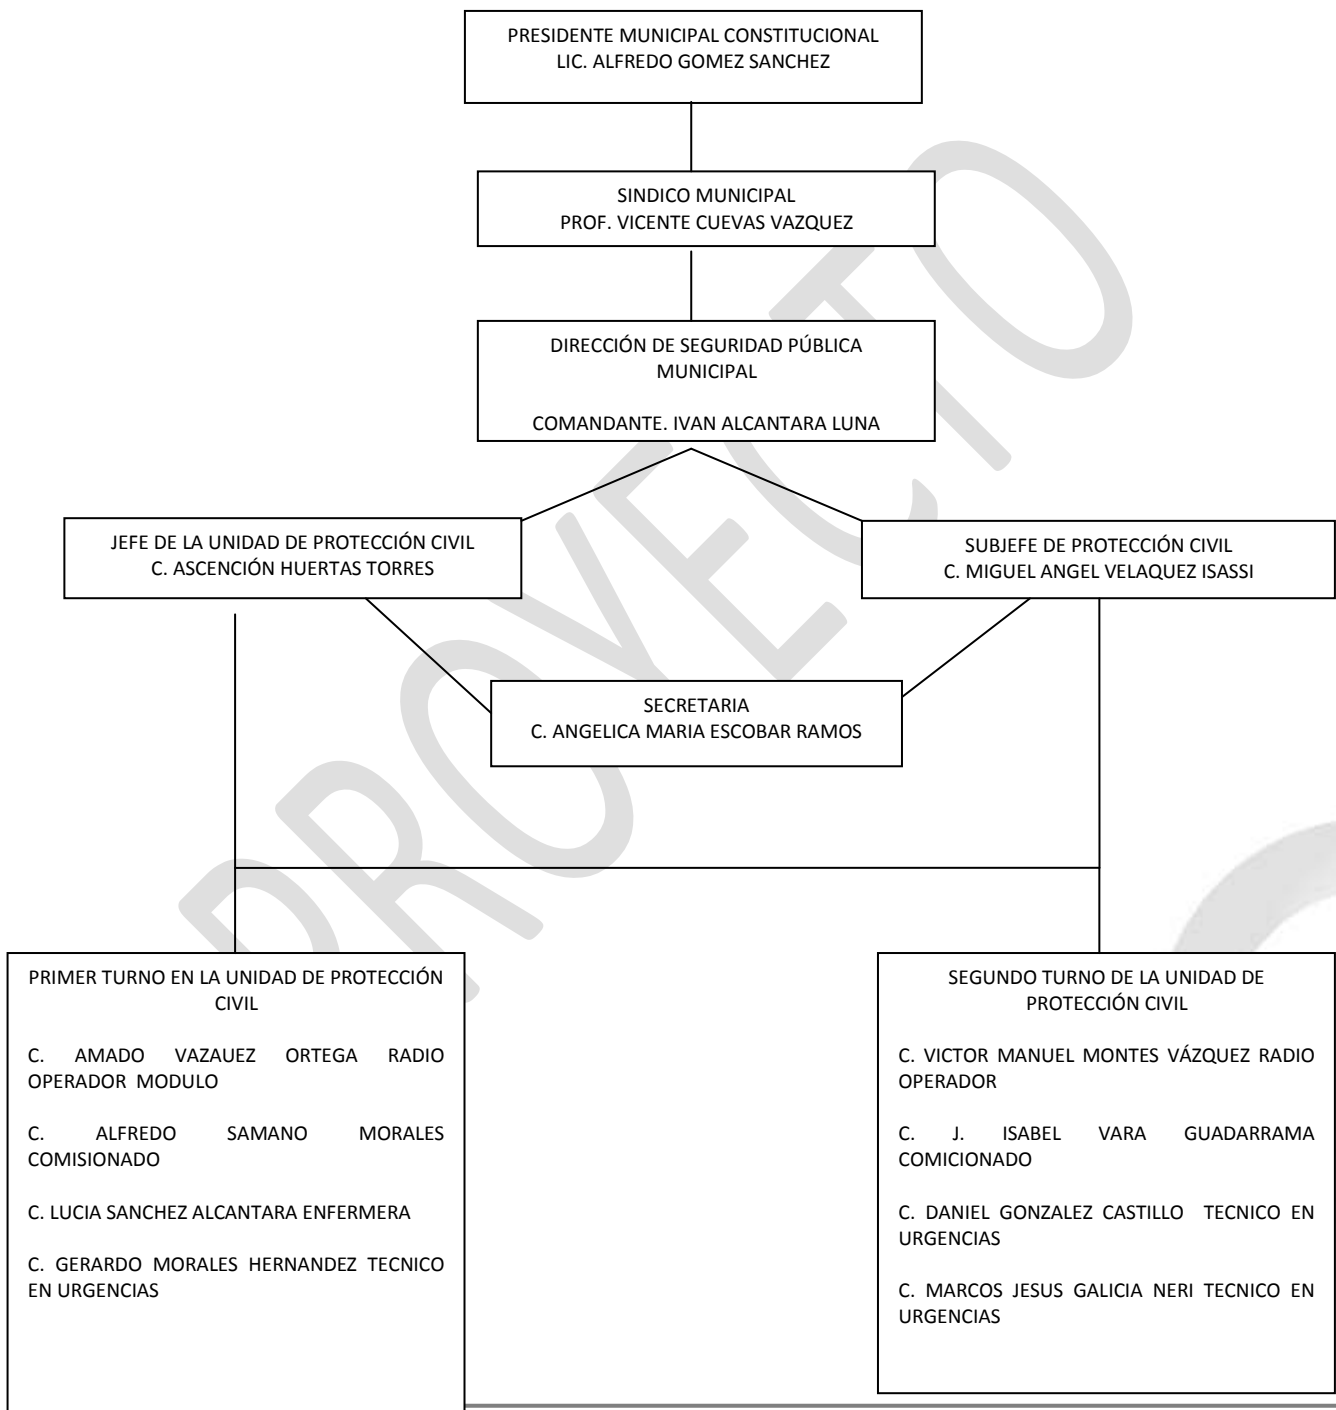 PRESIDENTE MUNICIPAL CONSTITUCIONAL
LIC. ALFREDO GOMEZ SANCHEZ
SINDICO MUNICIPAL
PROF. VICENTE CUEVAS VAZQUEZ
DIRECCIÓN DE SEGURIDAD PÚBLICA
MUNICIPAL
COMANDANTE. IVAN ALCANTARA LUNA
JEFE DE LA UNIDAD DE PROTECCIÓN CIVIL
C. ASCENCIÓN HUERTAS TORRES
SUBJEFE DE PROTECCIÓN CIVIL
C. MIGUEL ANGEL VELAQUEZ ISASSI
SECRETARIA
C. ANGELICA MARIA ESCOBAR RAMOS
PRIMER TURNO EN LA UNIDAD DE PROTECCIÓN
CIVIL
C. AMADO VAZAUEZ ORTEGA RADIO
OPERADOR MODULO
C. ALFREDO SAMANO MORALES
COMISIONADO
C. LUCIA SANCHEZ ALCANTARA ENFERMERA
C. GERARDO MORALES HERNANDEZ TECNICO
EN URGENCIAS
SEGUNDO TURNO DE LA UNIDAD DE
PROTECCIÓN CIVIL
C. VICTOR MANUEL MONTES VÁZQUEZ RADIO
OPERADOR
C. J. ISABEL VARA GUADARRAMA
COMICIONADO
C. DANIEL GONZALEZ CASTILLO TECNICO EN
URGENCIAS
C. MARCOS JESUS GALICIA NERI TECNICO EN
URGENCIAS
PROYECTO